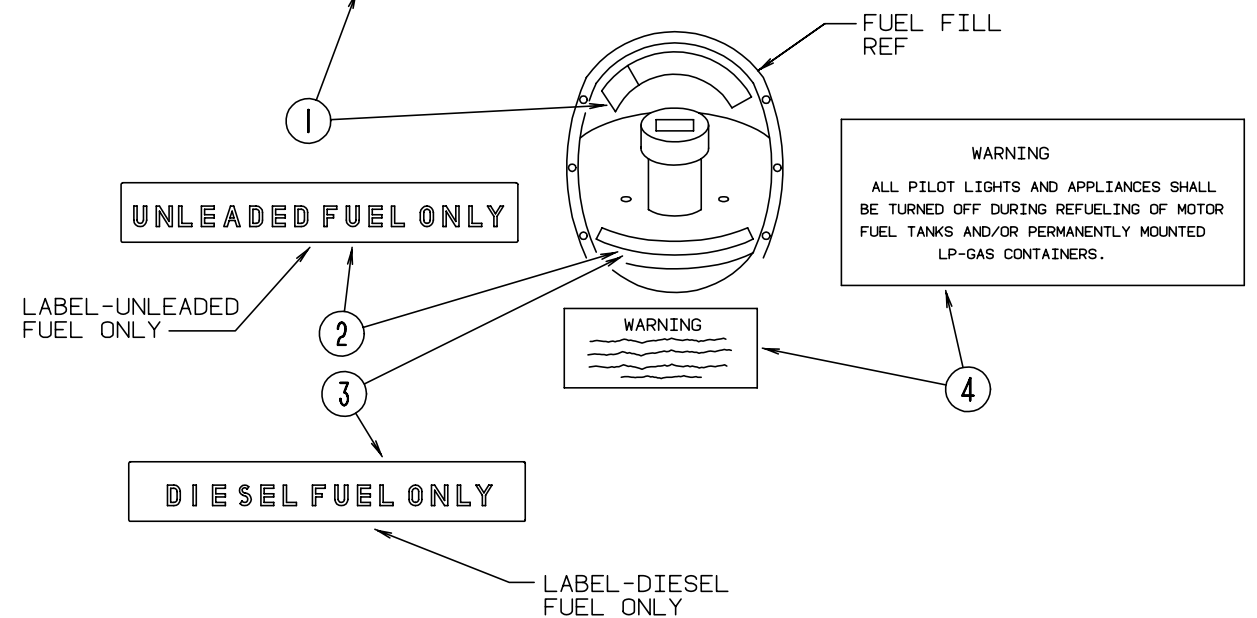 FUEL FILL
REF
1
WARNING
ALL PILOT LIGHTS AND APPLIANCES SHALL
BE TURNED OFF DURING REFUELING OF MOTOR
FUEL TANKS AND/OR PERMANENTLY MOUNTED
LP-GAS CONTAINERS.
UNLEADED FUEL ONLY
LABEL-UNLEADED
FUEL ONLY
2
WARNING
3
4
DIESEL FUEL ONLY
LABEL-DIESEL
FUEL ONLY